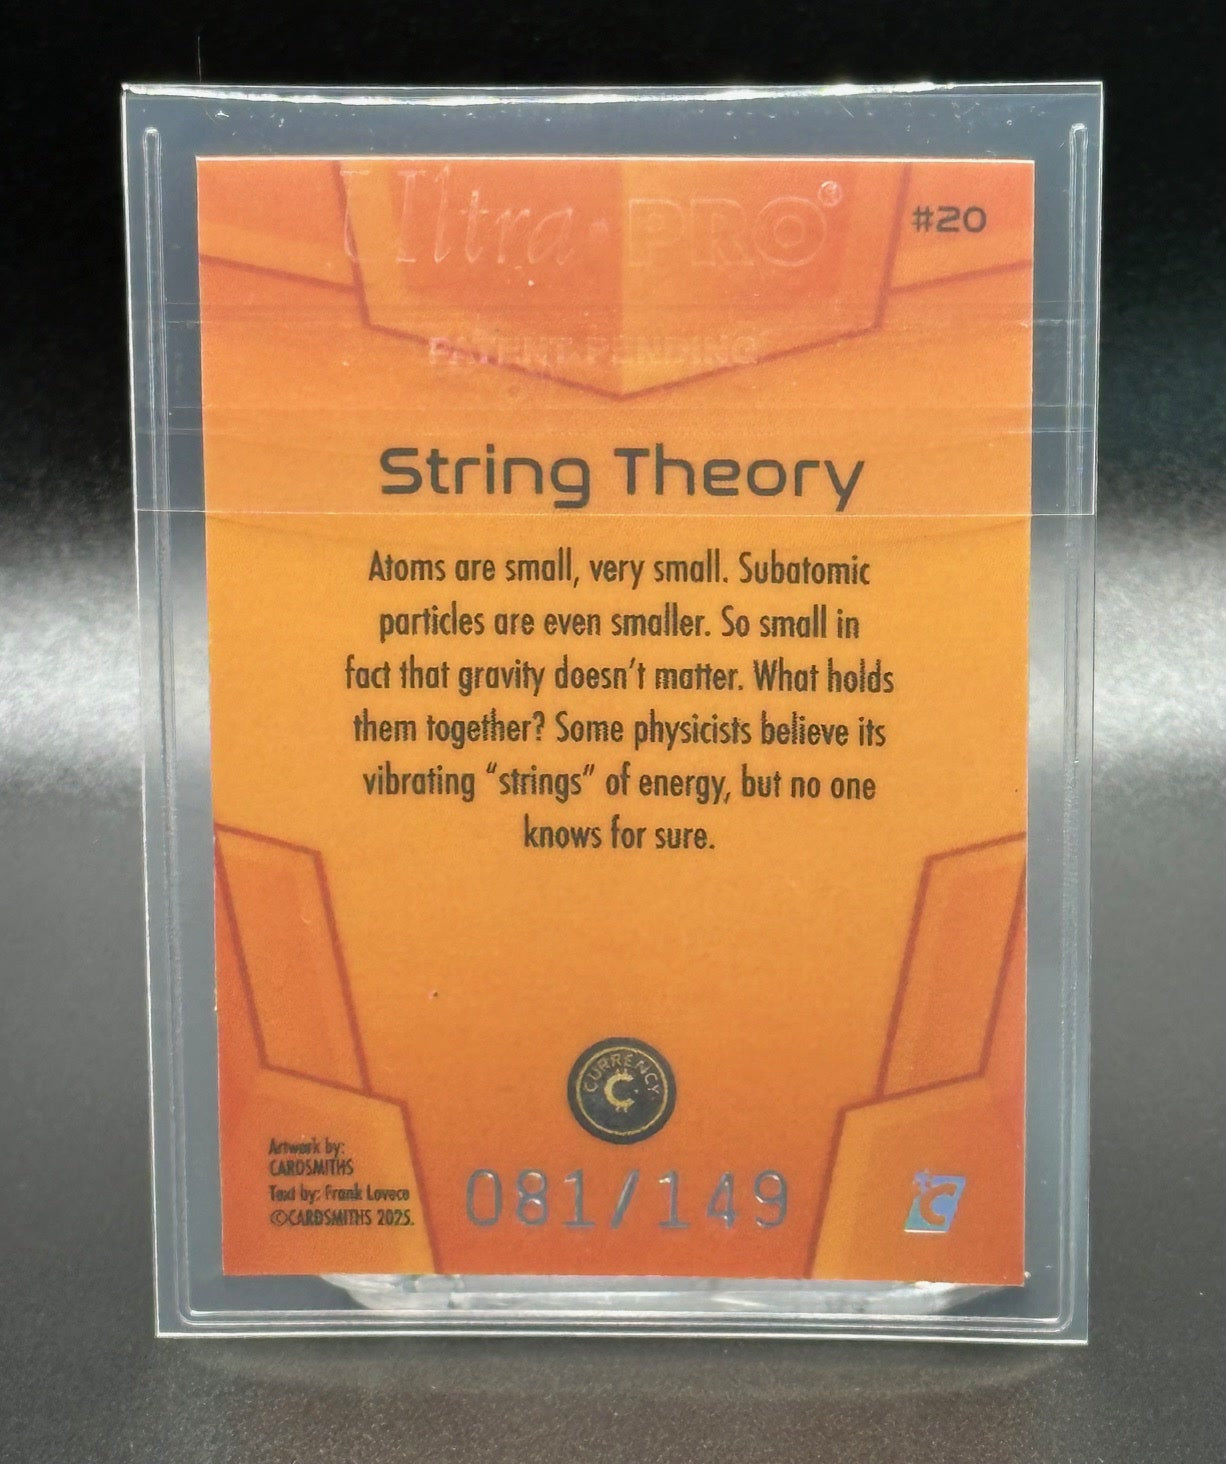 Ultra·PRO®
#20
PATENT PENDING
String Theory
Atoms are small, very small. Subatomic
particles are even smaller. So small in
fact that gravity doesn't matter. What holds
them together? Some physicists believe its
vibrating “strings” of energy, but no one
knows for sure.
CURRENCY
C
Artwork by:
CARDSMITHS
Text by: Frank Lovece
©CARDSMITHS 2025.
081/149
C